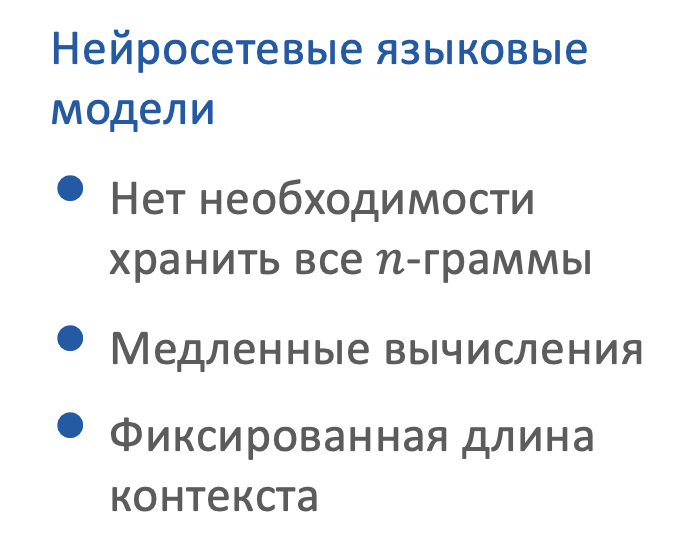 Нейросетевые языковые
модели
• Нет необходимости
хранить все n-граммы
• Медленные вычисления
• Фиксированная длина
контекста